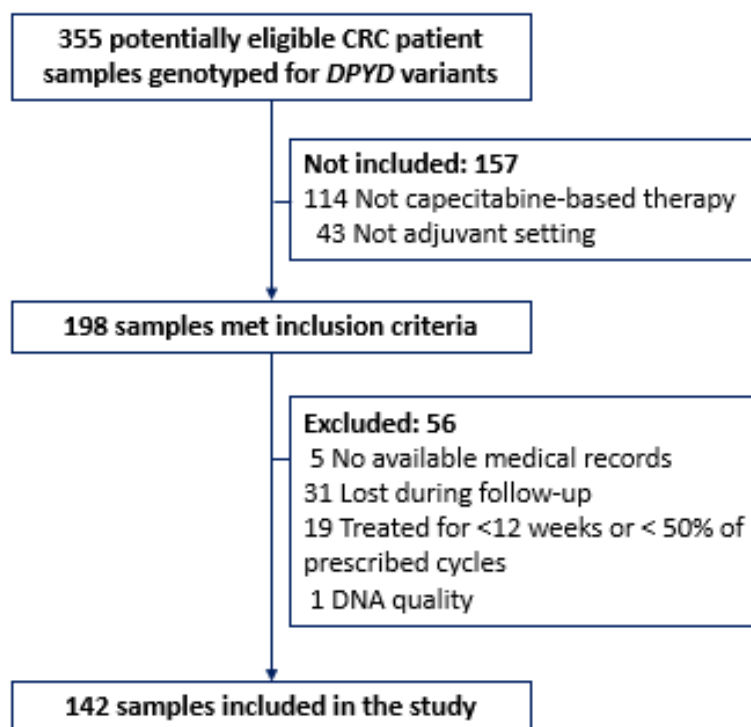 355 potentially eligible CRC patient
samples genotyped for DPYD variants
Not included: 157
114 Not capecitabine-based therapy
43 Not adjuvant setting
198 samples met inclusion criteria
Excluded: 56
5 No available medical records
31 Lost during follow-up
19 Treated for <12 weeks or < 50% of
prescribed cycles
1 DNA quality
142 samples included in the study